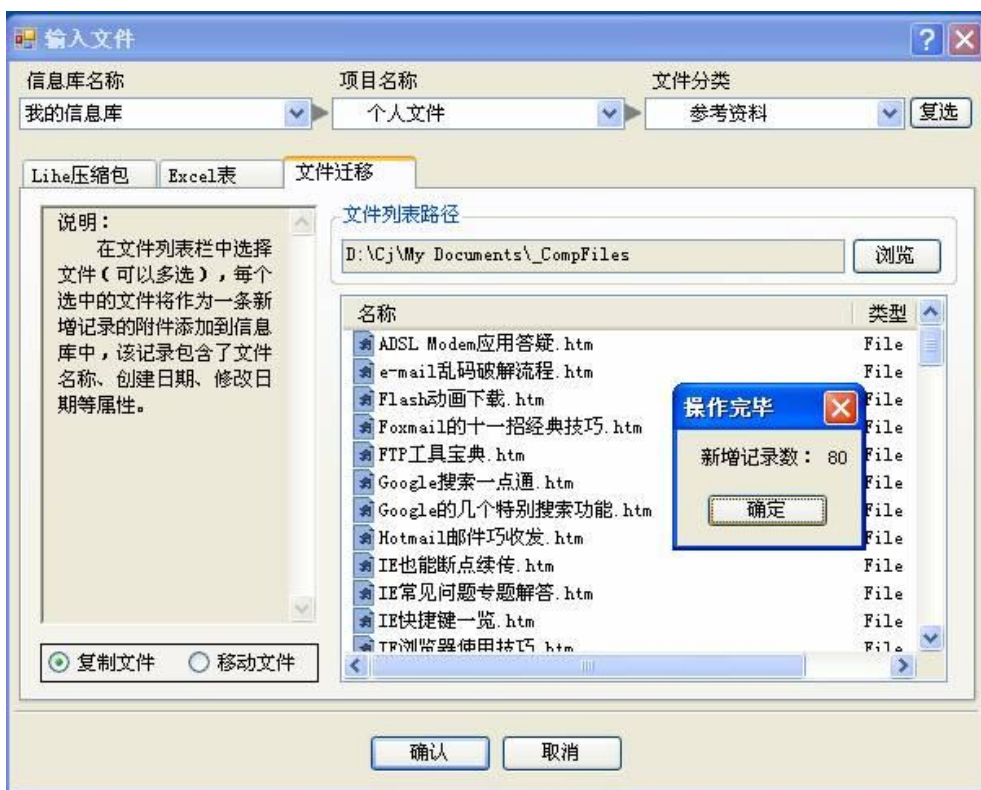 输入文件
信息库名称 项目名称 文件分类
我的信息库 个人文件 参考资料 复选
Lihe压缩包 Excel表 文件迁移
说明：
在文件列表栏中选择
文件(可以多选)，每个
选中的文件将作为一条新
增记录的附件添加到信息
库中，该记录包含了文件
名称、创建日期、修改日
期等属性。
复制文件 移动文件
文件列表路径
D:\Cj\My Documents\_CompFiles 浏览
名称 类型
ADSL Modem应用答疑.htm File
e-mail乱码破解流程.htm File
Flash动画下载.htm File
Foxmail的十一招经典技巧.htm File
FTP工具宝典.htm File
Google搜索一点通.htm File
Google的几个特别搜索功能.htm File
Hotmail邮件巧收发.htm File
IE也能断点续传.htm File
IE常见问题专题解答.htm File
IE快捷键一览.htm File
IE浏览器使用技巧.htm File
操作完毕
新增记录数： 80
确定
确认 取消